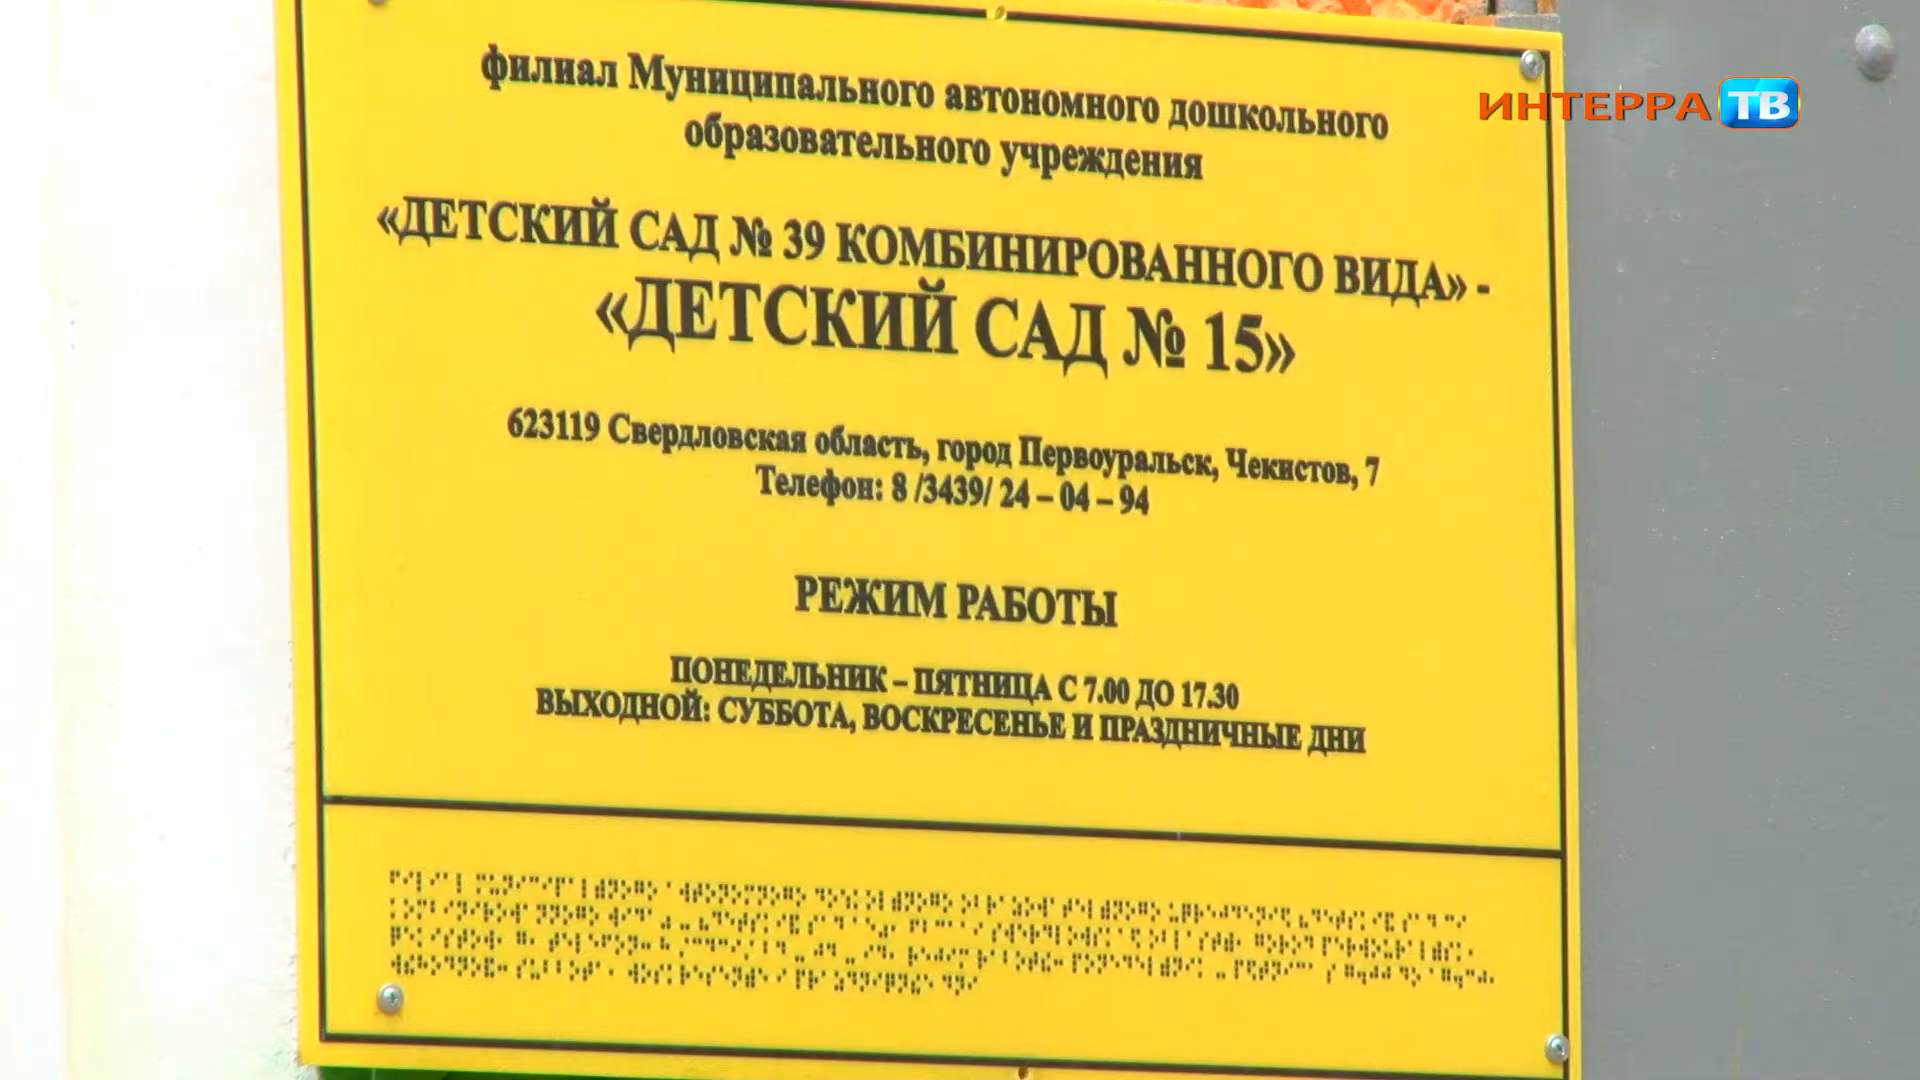 филиал Муниципального автономного дошкольного
образовательного учреждения
«ДЕТСКИЙ САД № 39 КОМБИНИРОВАННОГО ВИДА» -
«ДЕТСКИЙ САД № 15»
623119 Свердловская область, город Первоуральск, Чекистов, 7
Телефон: 8 /3439/ 24 – 04 – 94
РЕЖИМ РАБОТЫ
ПОНЕДЕЛЬНИК – ПЯТНИЦА С 7.00 ДО 17.30
ВЫХОДНОЙ: СУББОТА, ВОСКРЕСЕНЬЕ И ПРАЗДНИЧНЫЕ ДНИ
ИНТЕРРА ТВ